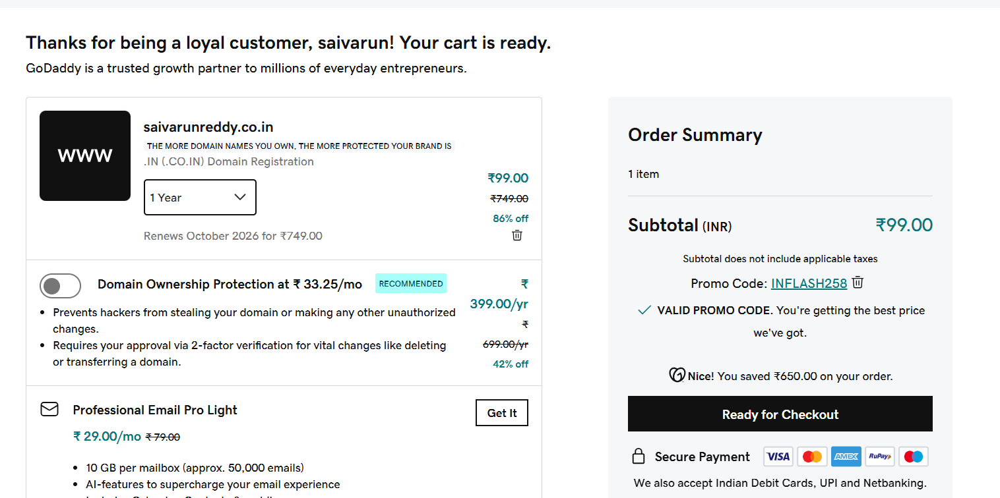 Thanks for being a loyal customer, saivarun! Your cart is ready.
GoDaddy is a trusted growth partner to millions of everyday entrepreneurs.
www
saivarunreddy.co.in
THE MORE DOMAIN NAMES YOU OWN, THE MORE PROTECTED YOUR BRAND IS
.IN (.CO.IN) Domain Registration
1 Year
₹99.00
₹749.00
86% off
Renews October 2026 for ₹749.00
Domain Ownership Protection at ₹ 33.25/mo
RECOMMENDED
₹
399.00/yr
₹
699.00/yr
42% off
Prevents hackers from stealing your domain or making any other unauthorized
changes.
Requires your approval via 2-factor verification for vital changes like deleting
or transferring a domain.
Professional Email Pro Light
Get It
₹ 29.00/mo ₹ 79.00
10 GB per mailbox (approx. 50,000 emails)
AI-features to supercharge your email experience
Order Summary
1 item
Subtotal (INR)
₹99.00
Subtotal does not include applicable taxes
Promo Code: INFLASH258
VALID PROMO CODE. You're getting the best price
we've got.
Nice! You saved ₹650.00 on your order.
Ready for Checkout
Secure Payment
VISA
AMEX
RuPay
We also accept Indian Debit Cards, UPI and Netbanking.